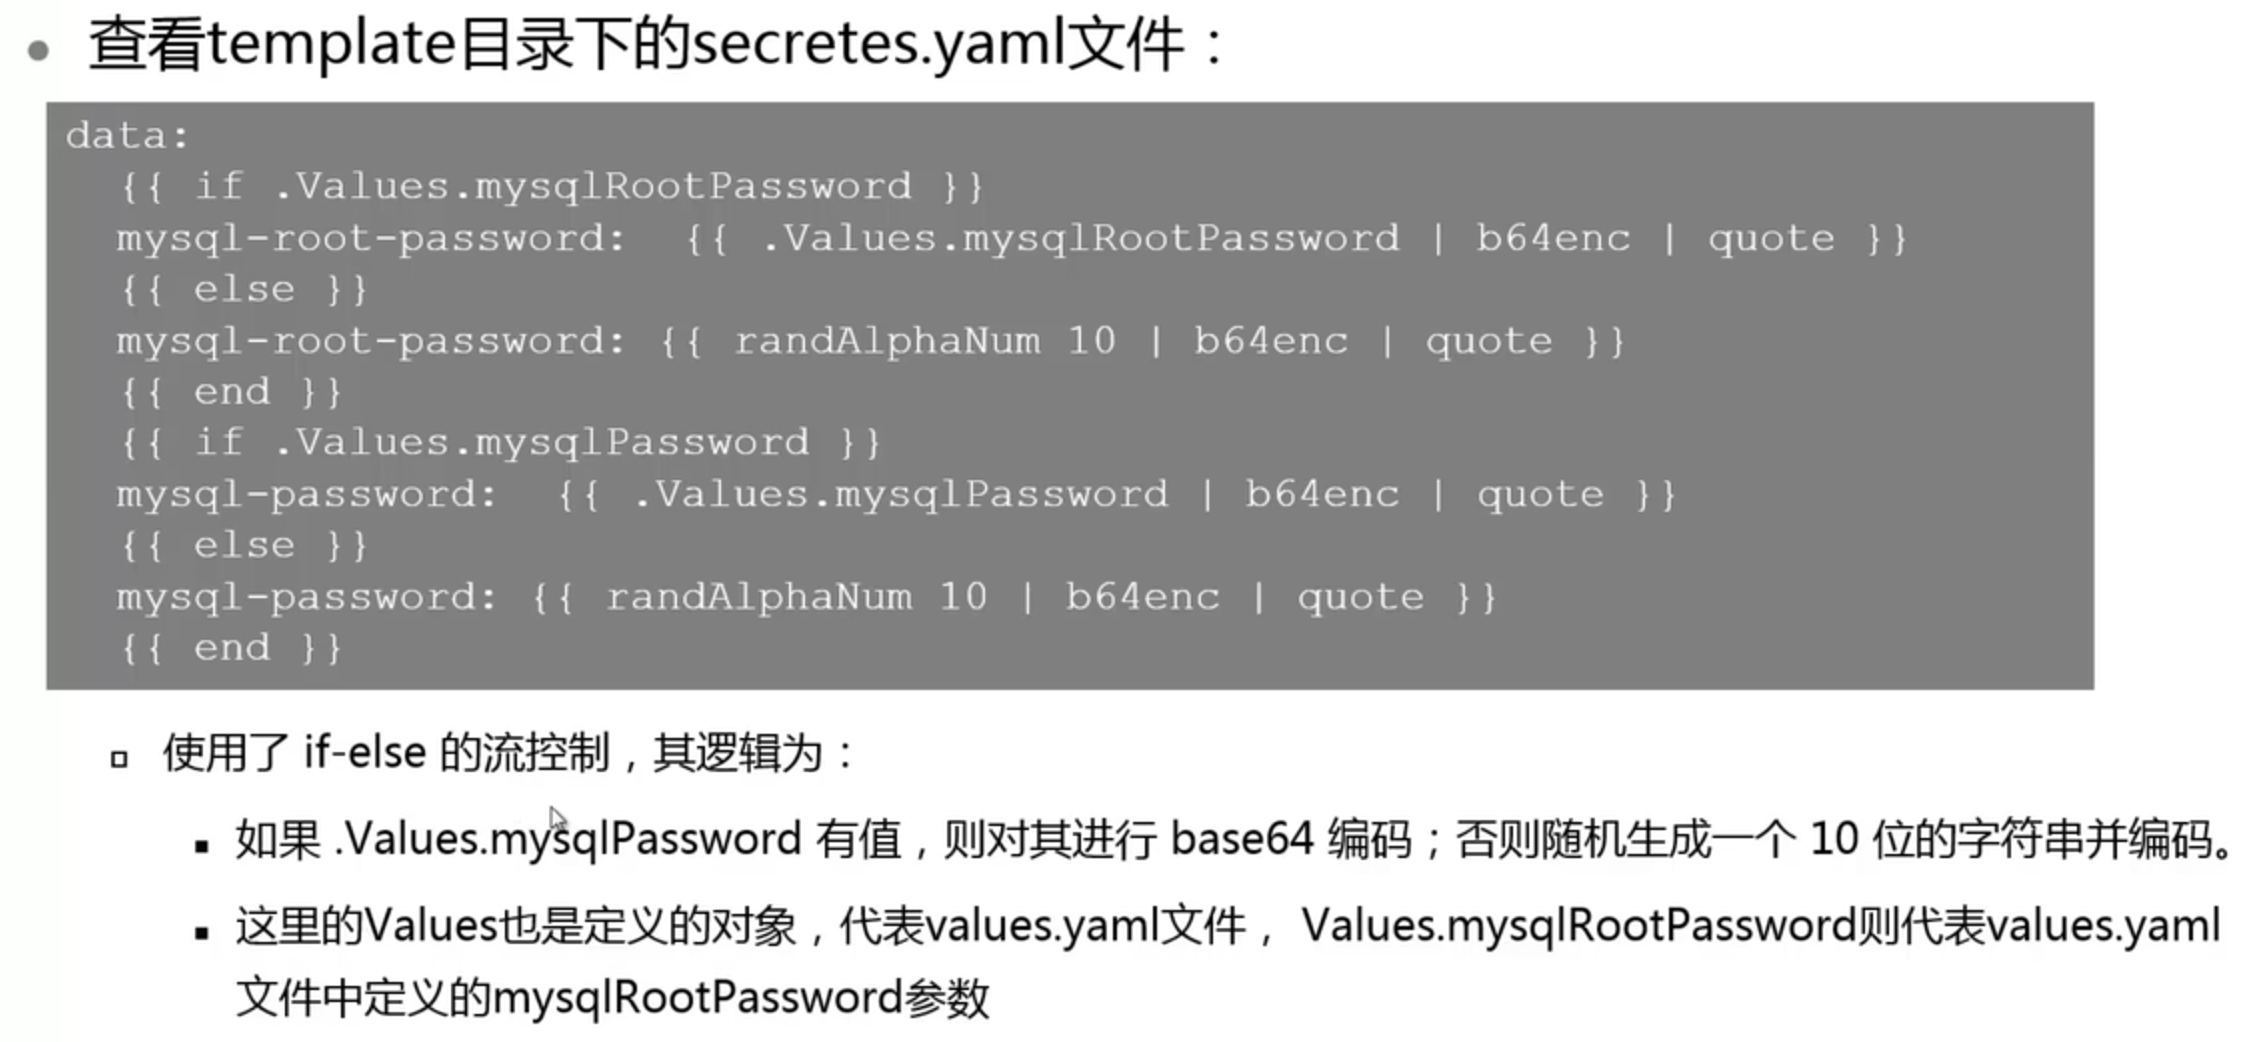 查看template目录下的secretes.yaml文件：
data:
{{ if .Values.mysqlRootPassword }}
mysql-root-password:  {{ .Values.mysqlRootPassword | b64enc | quote }}
{{ else }}
mysql-root-password: {{ randAlphaNum 10 | b64enc | quote }}
{{ end }}
{{ if .Values.mysqlPassword }}
mysql-password:  {{ .Values.mysqlPassword | b64enc | quote }}
{{ else }}
mysql-password: {{ randAlphaNum 10 | b64enc | quote }}
{{ end }}
使用了 if-else 的流控制，其逻辑为：
如果 .Values.mysqlPassword 有值，则对其进行 base64 编码；否则随机生成一个 10 位的字符串并编码。
这里的Values也是定义的对象，代表values.yaml文件， Values.mysqlRootPassword则代表values.yaml
文件中定义的mysqlRootPassword参数